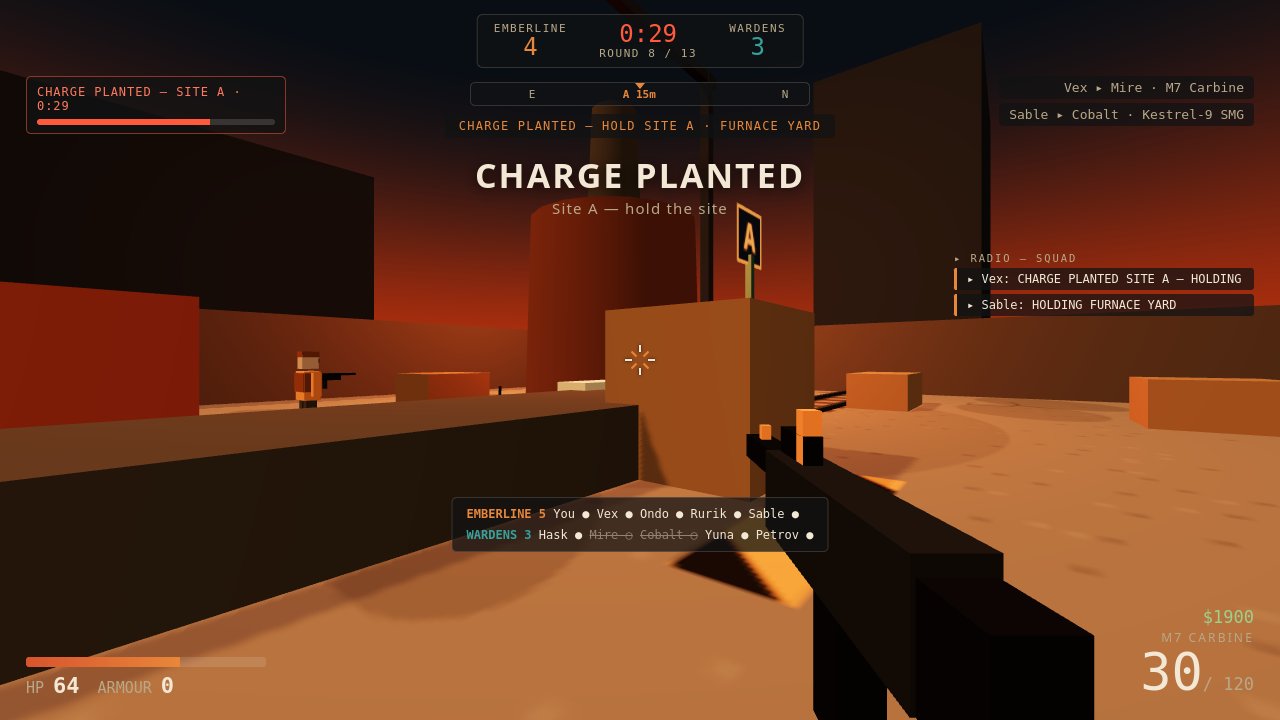 EMBERLINE
4
0:29
ROUND 8 / 13
WARDENS
3
CHARGE PLANTED — SITE A · 0:29
E
A 15m
N
CHARGE PLANTED — HOLD SITE A · FURNACE YARD
Vex ▸ Mire · M7 Carbine
Sable ▸ Cobalt · Kestrel-9 SMG
CHARGE PLANTED
Site A — hold the site
A
▸ RADIO — SQUAD
▸ Vex: CHARGE PLANTED SITE A — HOLDING
▸ Sable: HOLDING FURNACE YARD
EMBERLINE 5 You ● Vex ● Ondo ● Rurik ● Sable ●
WARDENS 3 Hask ● Mire ○ Cobalt ○ Yuna ● Petrov ●
HP 64 ARMOUR 0
$1900
M7 CARBINE
30 / 120